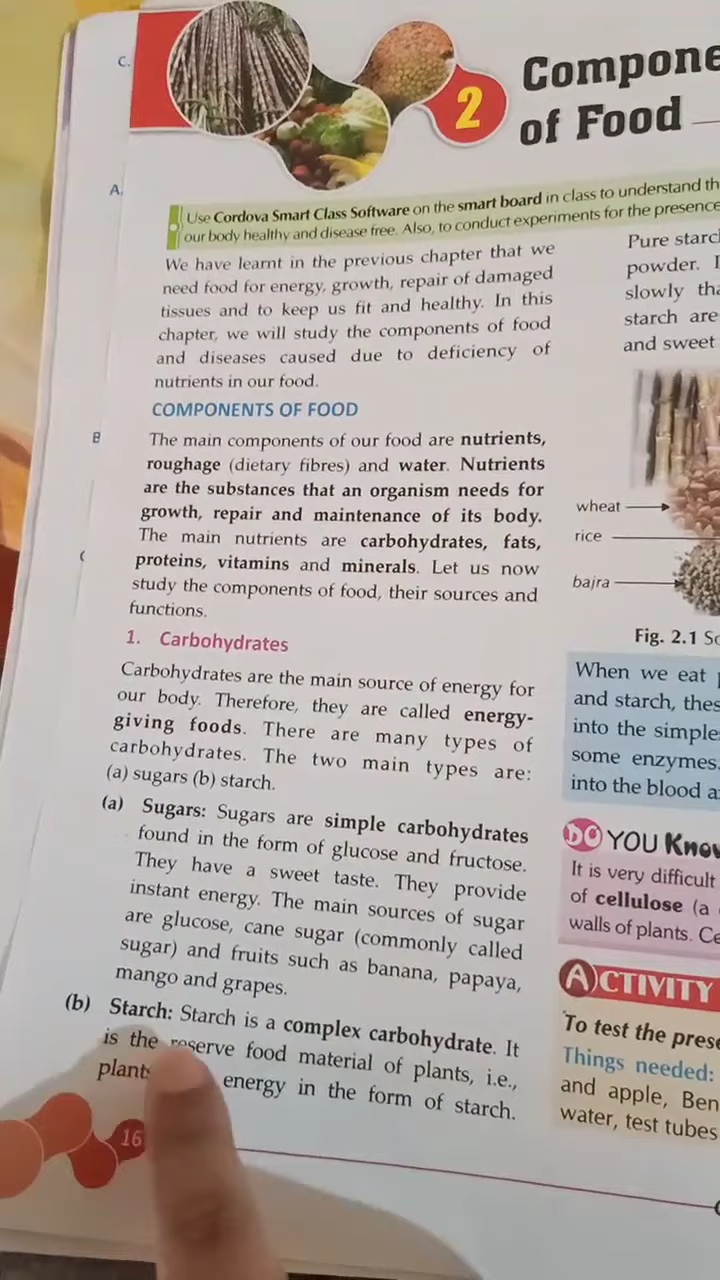 C.
2
Compone
of Food
A.
Use Cordova Smart Class Software on the smart board in class to understand th
our body healthy and disease free. Also, to conduct experiments for the presence
We have learnt in the previous chapter that we
need food for energy, growth, repair of damaged
tissues and to keep us fit and healthy. In this
chapter, we will study the components of food
and diseases caused due to deficiency of
nutrients in our food.
COMPONENTS OF FOOD
B
The main components of our food are nutrients,
roughage (dietary fibres) and water. Nutrients
are the substances that an organism needs for
growth, repair and maintenance of its body.
The main nutrients are carbohydrates, fats,
proteins, vitamins and minerals. Let us now
study the components of food, their sources and
functions.
1. Carbohydrates
Carbohydrates are the main source of energy for
our body. Therefore, they are called energy-
giving foods. There are many types of
carbohydrates. The two main types are:
(a) sugars (b) starch.
(a) Sugars: Sugars are simple carbohydrates
found in the form of glucose and fructose.
They have a sweet taste. They provide
instant energy. The main sources of sugar
are glucose, cane sugar (commonly called
sugar) and fruits such as banana, papaya,
mango and grapes.
(b) Starch: Starch is a complex carbohydrate. It
is the reserve food material of plants, i.e.,
plants energy in the form of starch.
16
Pure starc
powder. I
slowly tha
starch are
and sweet
wheat
rice
bajra
Fig. 2.1 So
When we eat
and starch, thes
into the simple
some enzymes.
into the blood a
DO YOU Know
It is very difficult
of cellulose (a
walls of plants. Ce
ACTIVITY
To test the prese
Things needed:
and apple, Ben
water, test tubes